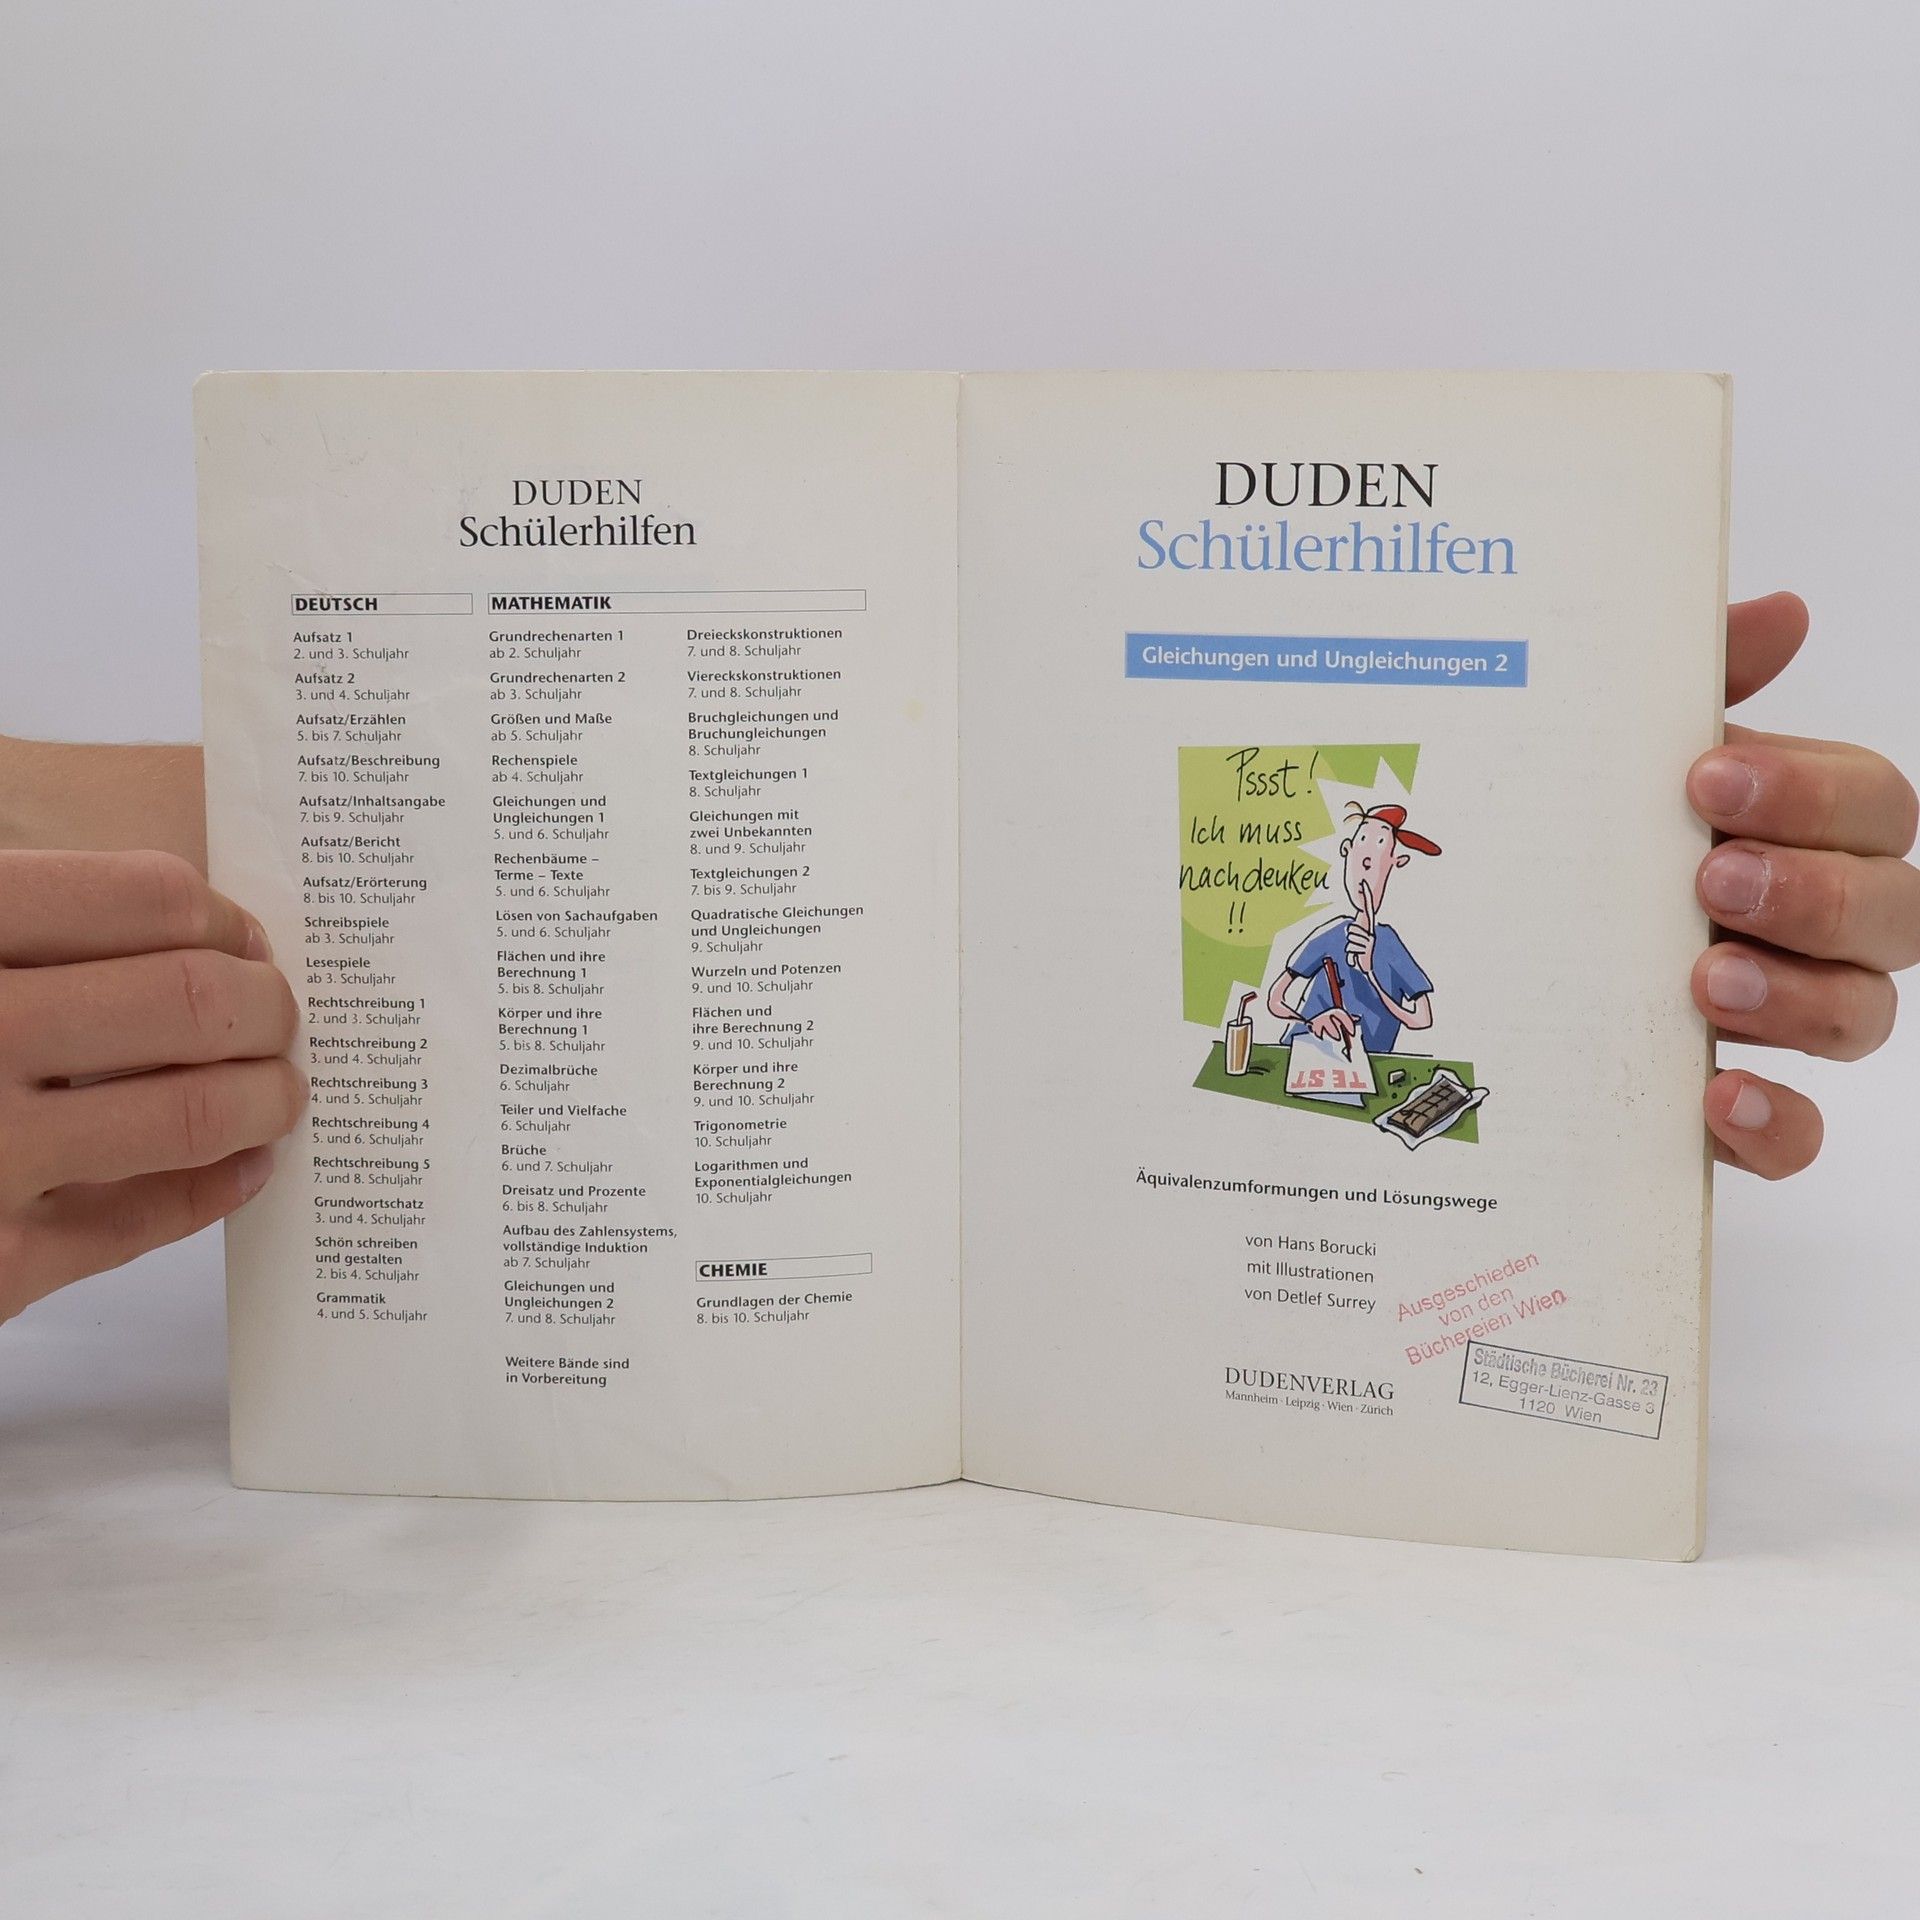 DUDEN
Schülerhilfen
DEUTSCH
Aufsatz 1
2. und 3. Schuljahr
Aufsatz 2
3. und 4. Schuljahr
Aufsatz/Erzählen
5. bis 7. Schuljahr
Aufsatz/Beschreibung
7. bis 10. Schuljahr
Aufsatz/Inhaltsangabe
7. bis 9. Schuljahr
Aufsatz/Bericht
8. bis 10. Schuljahr
Aufsatz/Erörterung
8. bis 10. Schuljahr
Schreibspiele
ab 3. Schuljahr
Lesespiele
ab 3. Schuljahr
Rechtschreibung 1
2. und 3. Schuljahr
Rechtschreibung 2
3. und 4. Schuljahr
Rechtschreibung 3
4. und 5. Schuljahr
Rechtschreibung 4
5. und 6. Schuljahr
Rechtschreibung 5
7. und 8. Schuljahr
Grundwortschatz
3. und 4. Schuljahr
Schön schreiben
und gestalten
2. bis 4. Schuljahr
Grammatik
4. und 5. Schuljahr
MATHEMATIK
Grundrechenarten 1
ab 2. Schuljahr
Grundrechenarten 2
ab 3. Schuljahr
Größen und Maße
ab 5. Schuljahr
Rechenspiele
ab 4. Schuljahr
Gleichungen und
Ungleichungen 1
5. und 6. Schuljahr
Rechenbäume –
Terme – Texte
5. und 6. Schuljahr
Lösen von Sachaufgaben
5. und 6. Schuljahr
Flächen und ihre
Berechnung 1
5. bis 8. Schuljahr
Körper und ihre
Berechnung 1
5. bis 8. Schuljahr
Dezimalbrüche
6. Schuljahr
Teiler und Vielfache
6. Schuljahr
Brüche
6. und 7. Schuljahr
Dreisatz und Prozente
6. bis 8. Schuljahr
Aufbau des Zahlensystems,
vollständige Induktion
ab 7. Schuljahr
Gleichungen und
Ungleichungen 2
7. und 8. Schuljahr
Weitere Bände sind
in Vorbereitung
Dreieckskonstruktionen
7. und 8. Schuljahr
Viereckskonstruktionen
7. und 8. Schuljahr
Bruchgleichungen und
Bruchungleichungen
8. Schuljahr
Textgleichungen 1
8. Schuljahr
Gleichungen mit
zwei Unbekannten
8. und 9. Schuljahr
Textgleichungen 2
7. bis 9. Schuljahr
Quadratische Gleichungen
und Ungleichungen
9. Schuljahr
Wurzeln und Potenzen
9. und 10. Schuljahr
Flächen und
ihre Berechnung 2
9. und 10. Schuljahr
Körper und ihre
Berechnung 2
9. und 10. Schuljahr
Trigonometrie
10. Schuljahr
Logarithmen und
Exponentialgleichungen
10. Schuljahr
CHEMIE
Grundlagen der Chemie
8. bis 10. Schuljahr
DUDEN
Schülerhilfen
Gleichungen und Ungleichungen 2
Pssst!
Ich muss
nachdenken
!!
TEST
Äquivalenzumformungen und Lösungswege
von Hans Borucki
mit Illustrationen
von Detlef Surrey
Ausgeschieden
von den
Büchereien Wien
Städtische Bücherei Nr. 23
12, Egger-Lienz-Gasse 3
1120 Wien
DUDENVERLAG
Mannheim · Leipzig · Wien · Zürich